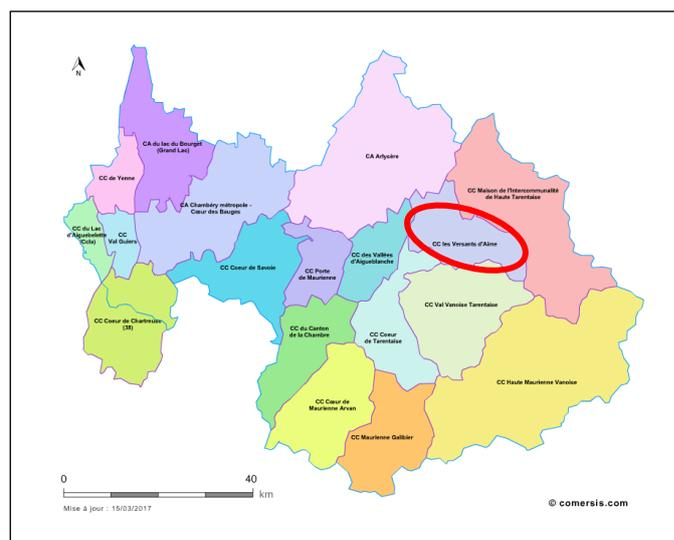 N
CA du lac du Bourget
(Grand Lac)
CC de Yenne
CA Arlysère
CC Maison de l'Intercommunalité
de Haute Tarentaise
CA Chambéry métropole -
Cœur des Bauges
CC du Lac
d'Aiguebelette
(Ccla)
CC
Val Guiers
CC les Versants d'Aime
CC des Vallées
d'Aigueblanche
CC Coeur de Savoie
CC Porte
de Maurienne
CC Val Vanoise Tarentaise
CC Coeur de Chartreuse
(38)
CC du Canton
de la Chambre
CC Coeur
de Tarentaise
CC Haute Maurienne Vanoise
CC Cœur de
Maurienne Arvan
CC Maurienne Galibier
0 40
km
Mise à jour : 15/03/2017
© comersis.com